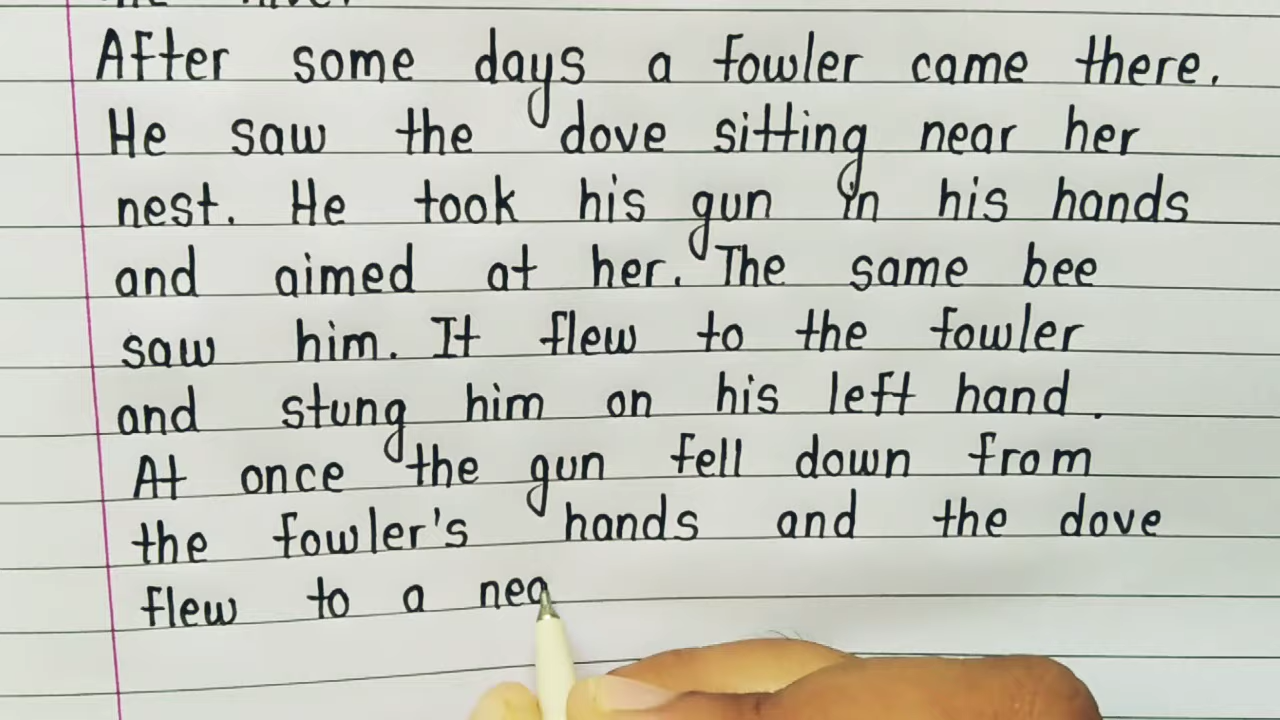 After some days a fowler came there.
He saw the dove sitting near her
nest. He took his gun in his hands
and aimed at her. The same bee
saw him. It flew to the fowler
and stung him on his left hand.
At once the gun fell down from
the fowler's hands and the dove
flew to a nea